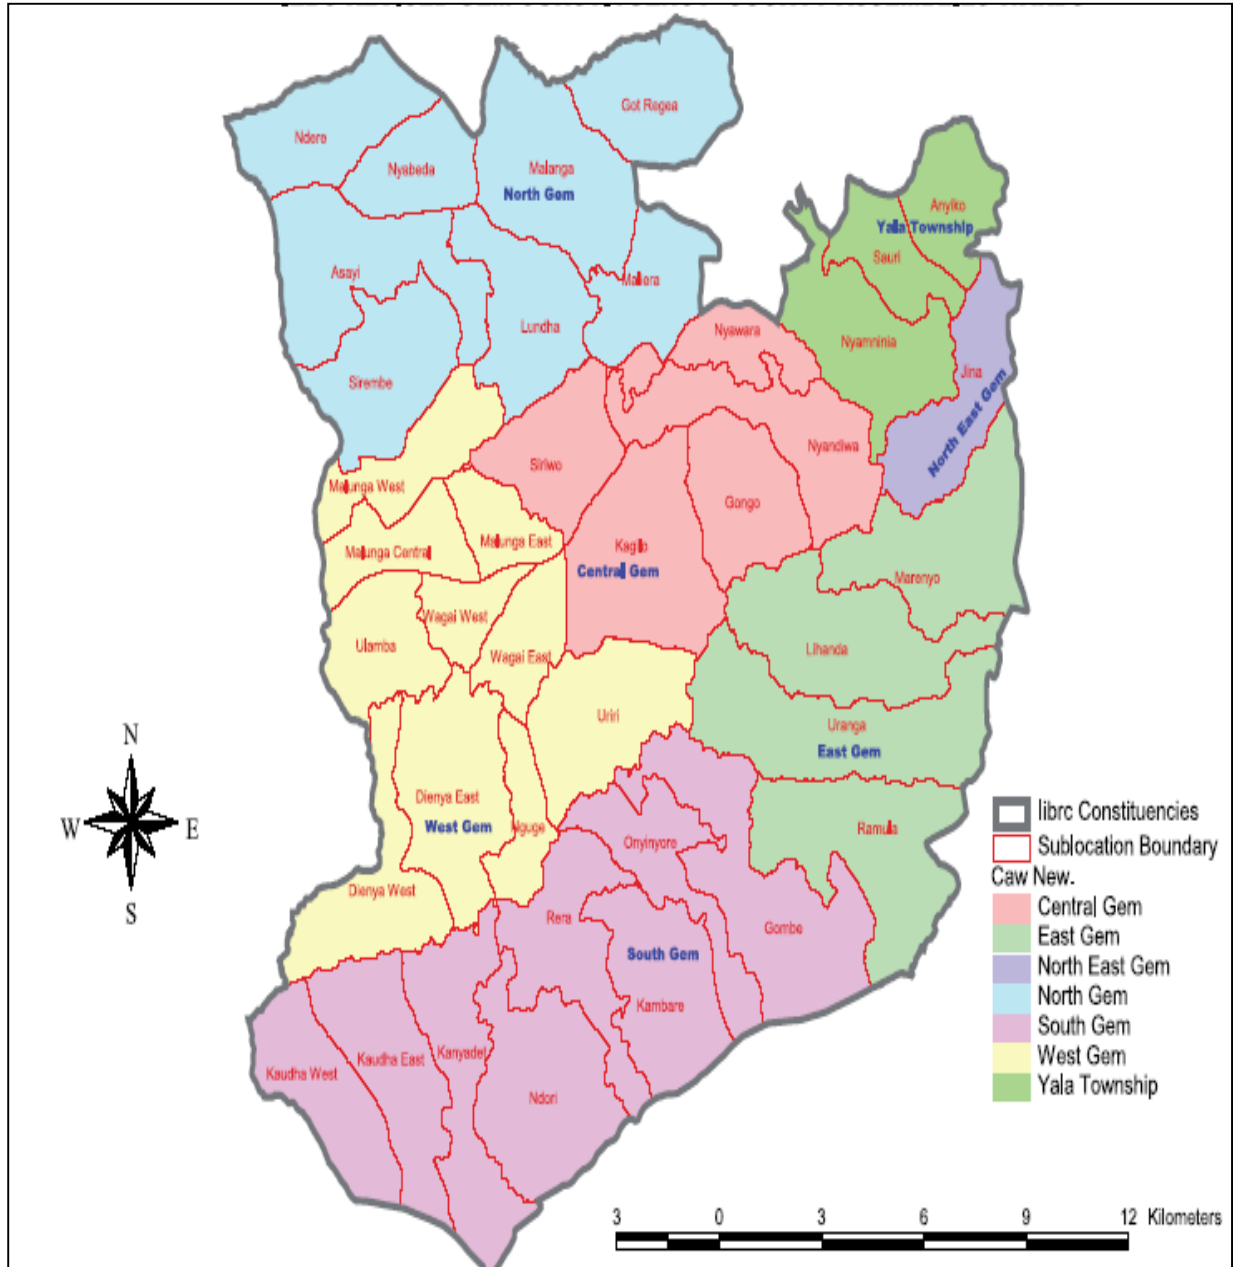 Got Regea
Ndere
Nyabeda
Malanga
North Gem
Anyiko
Yala Township
Sauri
Asayi
Maliera
Lundha
Nyawara
Nyamninia
Jina
Sirembe
North East Gem
Nyandiwa
Siriwo
Malunga West
Gongo
Malunga East
Kagilo
Malunga Central
Central Gem
Marenyo
Wagai West
Ulamba
Wagai East
Lihanda
Uriri
Uranga
East Gem
N
W
E
S
Dienya East
West Gem
Nguge
Ramula
Onyinyore
Dienya West
Rera
Gombe
South Gem
Kambare
Kanyadet
Kaudha East
Kaudha West
Ndori
Iibrc Constituencies
Sublocation Boundary
Caw New.
Central Gem
East Gem
North East Gem
North Gem
South Gem
West Gem
Yala Township
3 0 3 6 9 12 Kilometers